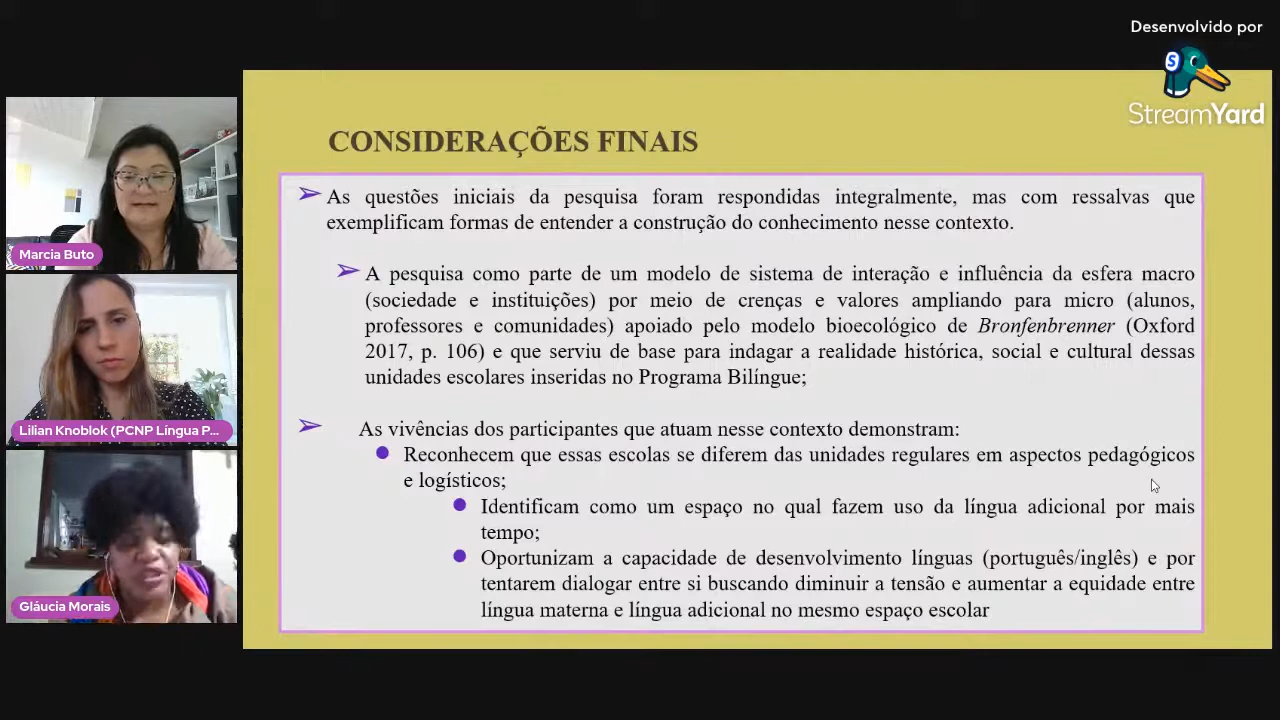 Desenvolvido por
StreamYard
CONSIDERAÇÕES FINAIS
As questões iniciais da pesquisa foram respondidas integralmente, mas com ressalvas que
exemplificam formas de entender a construção do conhecimento nesse contexto.
A pesquisa como parte de um modelo de sistema de interação e influência da esfera macro
(sociedade e instituições) por meio de crenças e valores ampliando para micro (alunos,
professores e comunidades) apoiado pelo modelo bioecológico de Bronfenbrenner (Oxford
2017, p. 106) e que serviu de base para indagar a realidade histórica, social e cultural dessas
unidades escolares inseridas no Programa Bilíngue;
As vivências dos participantes que atuam nesse contexto demonstram:
Reconhecem que essas escolas se diferem das unidades regulares em aspectos pedagógicos
e logísticos;
Identificam como um espaço no qual fazem uso da língua adicional por mais
tempo;
Oportunizam a capacidade de desenvolvimento línguas (português/inglês) e por
tentarem dialogar entre si buscando diminuir a tensão e aumentar a equidade entre
língua materna e língua adicional no mesmo espaço escolar
Marcia Buto
Lilian Knoblok (PCNP Língua P...
Gláucia Morais